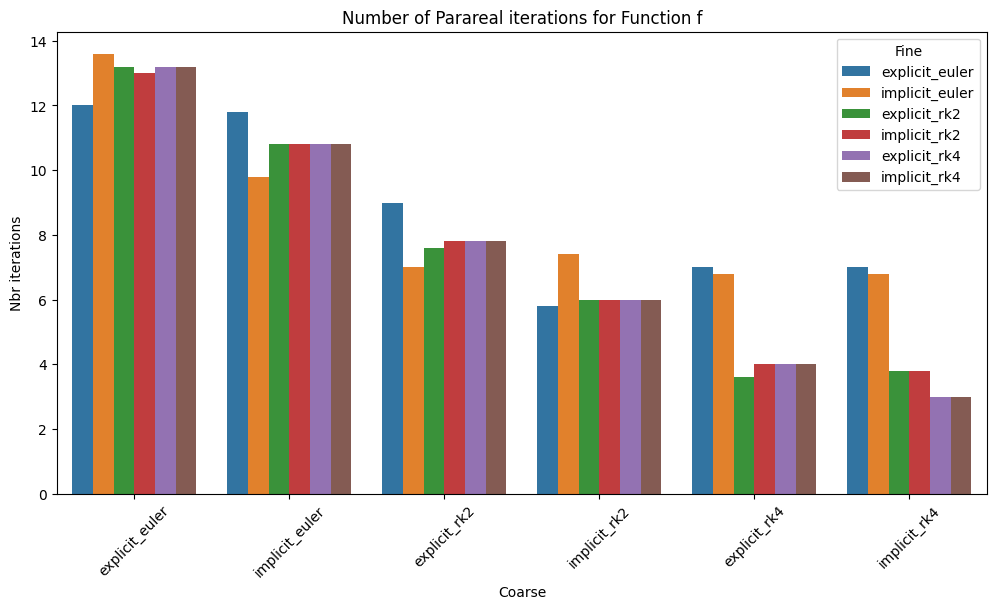 Number of Parareal iterations for Function f
Nbr iterations
14
12
10
8
6
4
2
0
Fine
explicit_euler
implicit_euler
explicit_rk2
implicit_rk2
explicit_rk4
implicit_rk4
explicit_euler
implicit_euler
explicit_rk2
implicit_rk2
explicit_rk4
implicit_rk4
Coarse